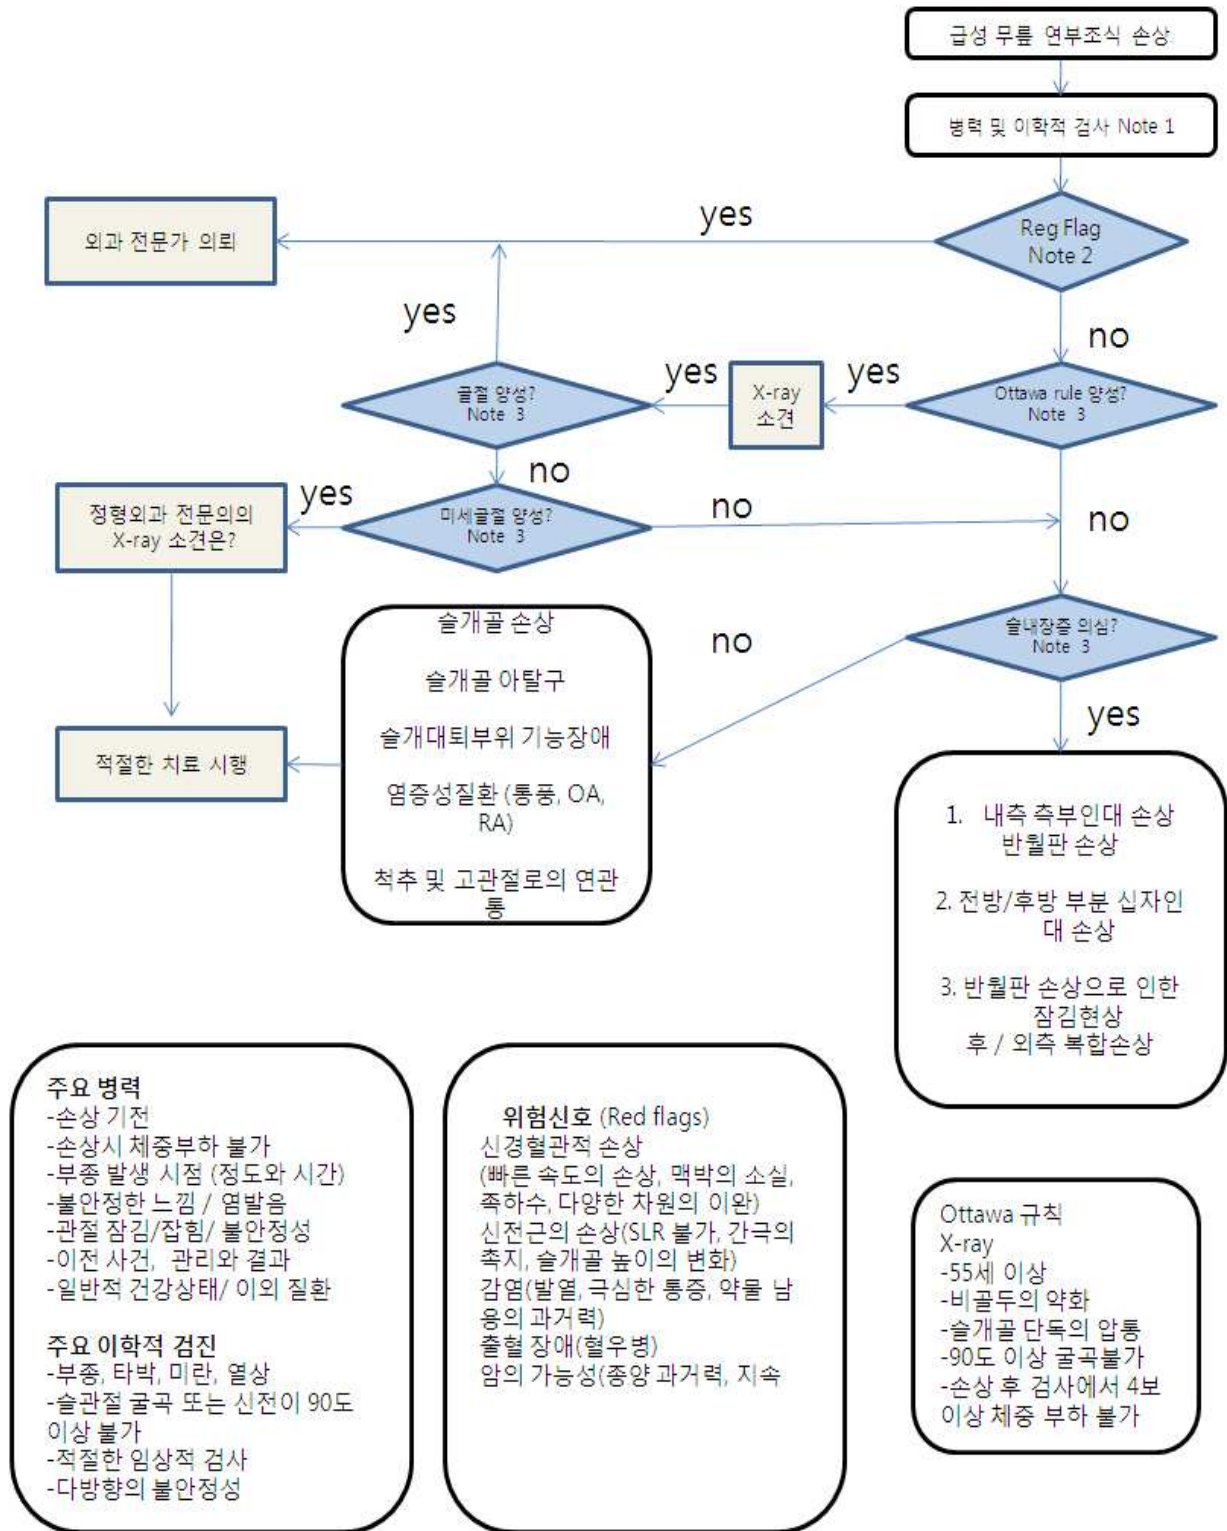 급성 무릎 연부조식 손상
병력 및 이학적 검사 Note 1
Reg Flag
Note 2
yes
외과 전문가 의뢰
no
Ottawa rule 양성?
Note 3
yes
X-ray
소견
yes
골절 양성?
Note 3
yes
no
미세골절 양성?
Note 3
yes
정형외과 전문의의
X-ray 소견은?
no
no
슬내장증 의심?
Note 3
no
yes
슬개골 손상
슬개골 아탈구
슬개대퇴부위 기능장애
염증성질환 (통풍, OA,
RA)
척추 및 고관절로의 연관
통
적절한 치료 시행
1. 내측 측부인대 손상
반월판 손상
2. 전방/후방 부분 십자인
대 손상
3. 반월판 손상으로 인한
잠김현상
후 / 외측 복합손상
주요 병력
-손상 기전
-손상시 체중부하 불가
-부종 발생 시점 (정도와 시간)
-불안정한 느낌 / 염발음
-관절 잠김/잡힘/ 불안정성
-이전 사건, 관리와 결과
-일반적 건강상태/ 이외 질환
주요 이학적 검진
-부종, 타박, 미란, 열상
-슬관절 굴곡 또는 신전이 90도
이상 불가
-적절한 임상적 검사
-다방향의 불안정성
위험신호 (Red flags)
신경혈관적 손상
(빠른 속도의 손상, 맥박의 소실,
족하수, 다양한 차원의 이완)
신전근의 손상(SLR 불가, 간극의
촉지, 슬개골 높이의 변화)
감염(발열, 극심한 통증, 약물 남
용의 과거력)
출혈 장애(혈우병)
암의 가능성(종양 과거력, 지속
Ottawa 규칙
X-ray
-55세 이상
-비골두의 약화
-슬개골 단독의 압통
-90도 이상 굴곡불가
-손상 후 검사에서 4보
이상 체중 부하 불가